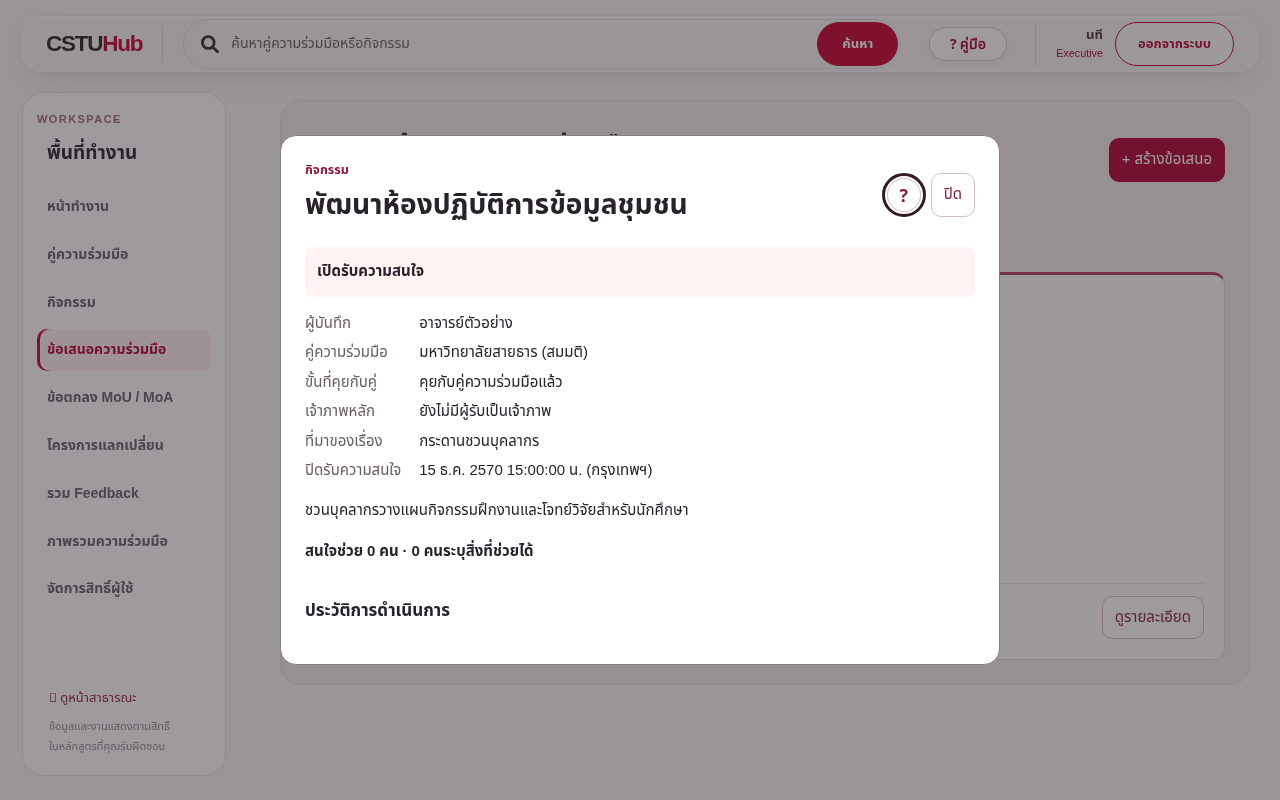 CSTUHub
ค้นหาคู่ความร่วมมือหรือกิจกรรม
ค้นหา
? คู่มือ
นที
Executive
ออกจากระบบ
WORKSPACE
พื้นที่ทำงาน
หน้าทำงาน
คู่ความร่วมมือ
กิจกรรม
ข้อเสนอความร่วมมือ
ข้อตกลง MoU / MoA
โครงการแลกเปลี่ยน
รวม Feedback
ภาพรวมความร่วมมือ
จัดการสิทธิ์ผู้ใช้
ดูหน้าสาธารณะ
ข้อมูลและงานแสดงตามสิทธิ์
ในหลักสูตรที่คุณรับผิดชอบ
+ สร้างข้อเสนอ
กิจกรรม
พัฒนาห้องปฏิบัติการข้อมูลชุมชน
?
ปิด
เปิดรับความสนใจ
ผู้บันทึก อาจารย์ตัวอย่าง
คู่ความร่วมมือ มหาวิทยาลัยสายธาร (สมมติ)
ขั้นที่คุยกับคู่ คุยกับคู่ความร่วมมือแล้ว
เจ้าภาพหลัก ยังไม่มีผู้รับเป็นเจ้าภาพ
ที่มาของเรื่อง กระดานชวนบุคลากร
ปิดรับความสนใจ 15 ธ.ค. 2570 15:00:00 น. (กรุงเทพฯ)
ชวนบุคลากรวางแผนกิจกรรมฝึกงานและโจทย์วิจัยสำหรับนักศึกษา
สนใจช่วย 0 คน · 0 คนระบุสิ่งที่ช่วยได้
ประวัติการดำเนินการ
ดูรายละเอียด